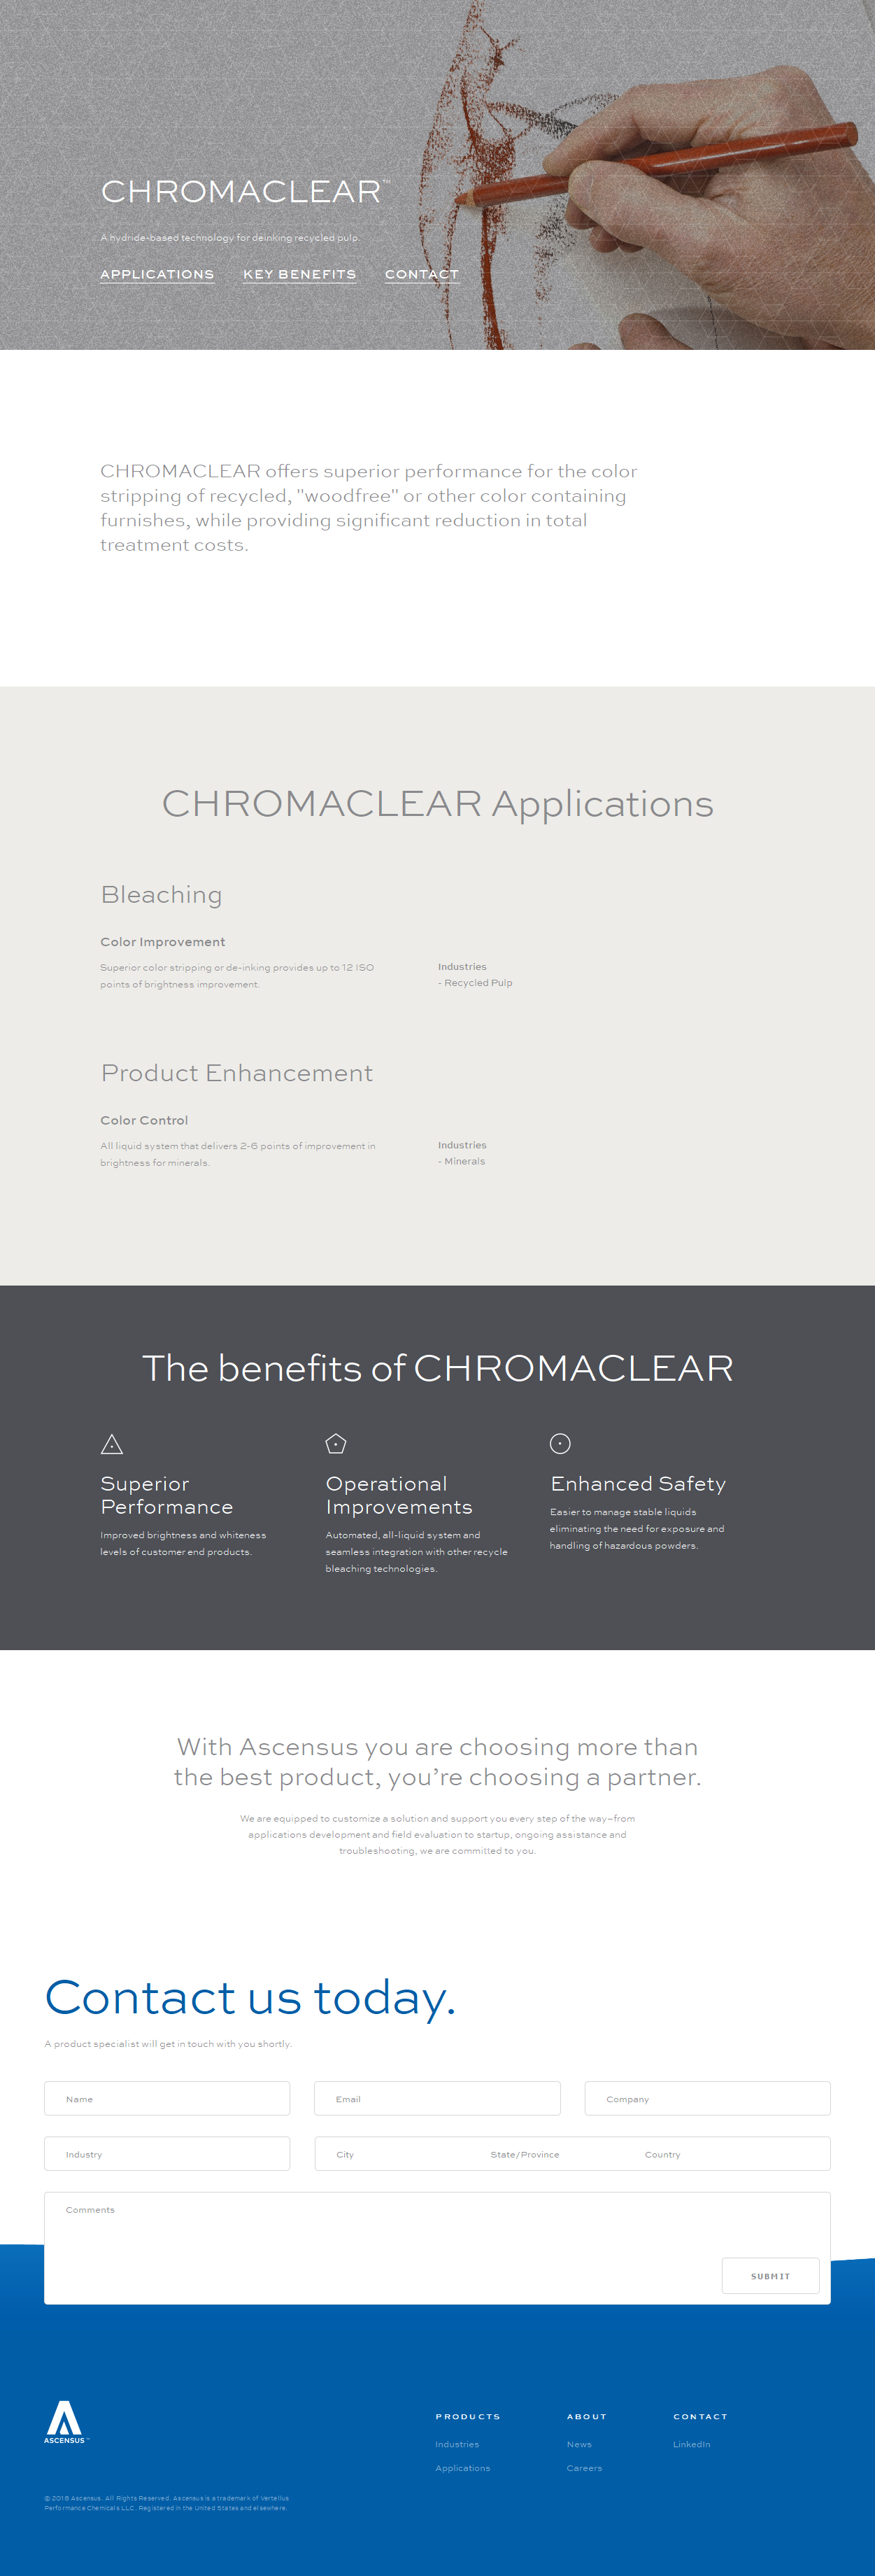 CHROMACLEAR™
A hydride-based technology for deinking recycled pulp.
APPLICATIONS KEY BENEFITS CONTACT
CHROMACLEAR offers superior performance for the color
stripping of recycled, "woodfree" or other color containing
furnishes, while providing significant reduction in total
treatment costs.
CHROMACLEAR Applications
Bleaching
Color Improvement
Superior color stripping or de-inking provides up to 12 ISO
points of brightness improvement.
Industries
- Recycled Pulp
Product Enhancement
Color Control
All liquid system that delivers 2-6 points of improvement in
brightness for minerals.
Industries
- Minerals
The benefits of CHROMACLEAR
Superior
Performance
Improved brightness and whiteness
levels of customer end products.
Operational
Improvements
Automated, all-liquid system and
seamless integration with other recycle
bleaching technologies.
Enhanced Safety
Easier to manage stable liquids
eliminating the need for exposure and
handling of hazardous powders.
With Ascensus you are choosing more than
the best product, you’re choosing a partner.
We are equipped to customize a solution and support you every step of the way–from
applications development and field evaluation to startup, ongoing assistance and
troubleshooting, we are committed to you.
Contact us today.
A product specialist will get in touch with you shortly.
Name
Email
Company
Industry
City
State/Province
Country
Comments
SUBMIT
ASCENSUS™
PRODUCTS
Industries
Applications
ABOUT
News
Careers
CONTACT
LinkedIn
© 2018 Ascensus. All Rights Reserved. Ascensus is a trademark of Vertellus
Performance Chemicals LLC. Registered in the United States and elsewhere.